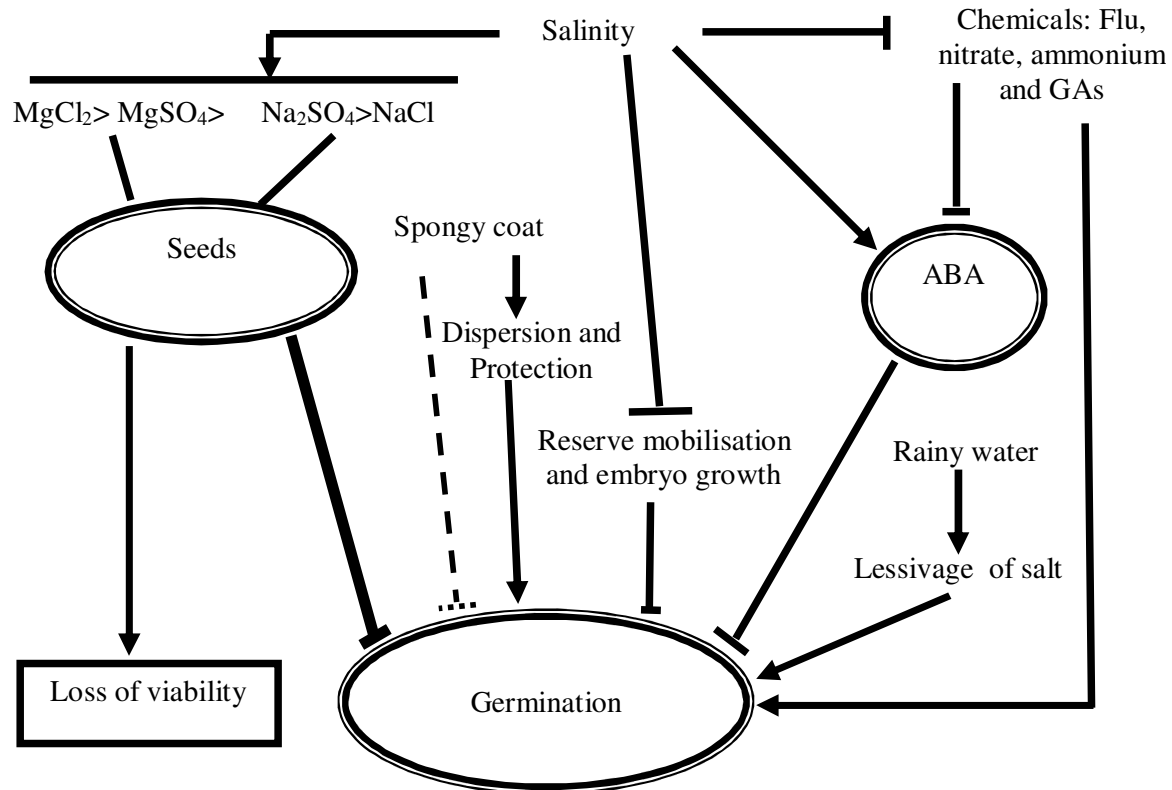 Salinity
Chemicals: Flu,
nitrate, ammonium
and GAs
MgCl₂> MgSO₄> Na₂SO₄>NaCl
Seeds
Spongy coat
ABA
Dispersion and
Protection
Reserve mobilisation
and embryo growth
Rainy water
Lessivage of salt
Loss of viability
Germination